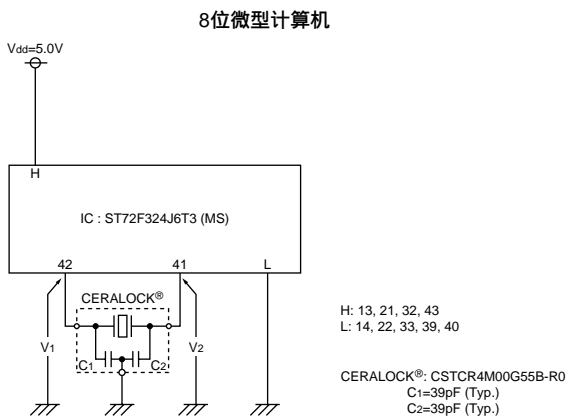 8位微型计算机
Vdd=5.0V
H
IC : ST72F324J6T3 (MS)
42
41
L
CERALOCK®
V1
C1
C2
V2
H: 13, 21, 32, 43
L: 14, 22, 33, 39, 40
CERALOCK®: CSTCR4M00G55B-R0
C1=39pF (Typ.)
C2=39pF (Typ.)